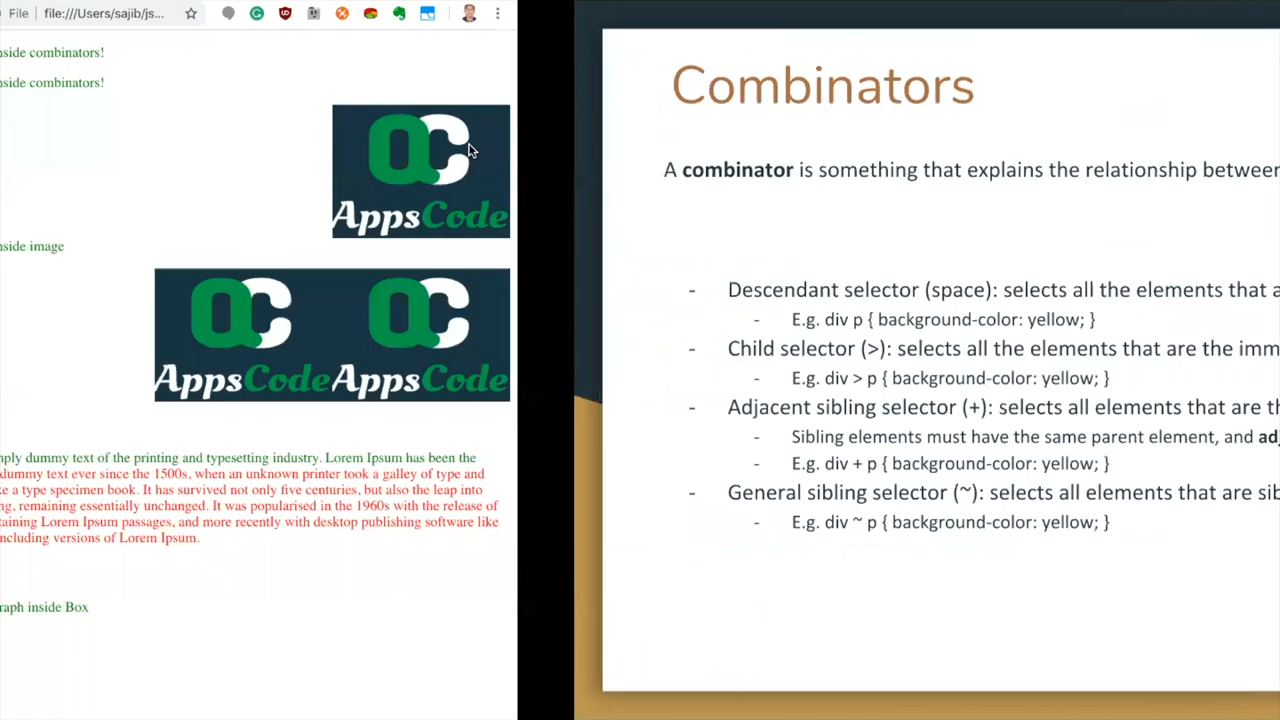 File
file:///Users/sajib/js...
nside combinators!
nside combinators!
QC
AppsCode
nside image
QC QC
AppsCode AppsCode
nply dummy text of the printing and typesetting industry. Lorem Ipsum has been the
dummy text ever since the 1500s, when an unknown printer took a galley of type and
e a type specimen book. It has survived not only five centuries, but also the leap into
ng, remaining essentially unchanged. It was popularised in the 1960s with the release of
taining Lorem Ipsum passages, and more recently with desktop publishing software like
ncluding versions of Lorem Ipsum.
raph inside Box
Combinators
A combinator is something that explains the relationship between
- Descendant selector (space): selects all the elements that a
- E.g. div p { background-color: yellow; }
- Child selector (>): selects all the elements that are the imm
- E.g. div > p { background-color: yellow; }
- Adjacent sibling selector (+): selects all elements that are th
- Sibling elements must have the same parent element, and adj
- E.g. div + p { background-color: yellow; }
- General sibling selector (~): selects all elements that are sib
- E.g. div ~ p { background-color: yellow; }